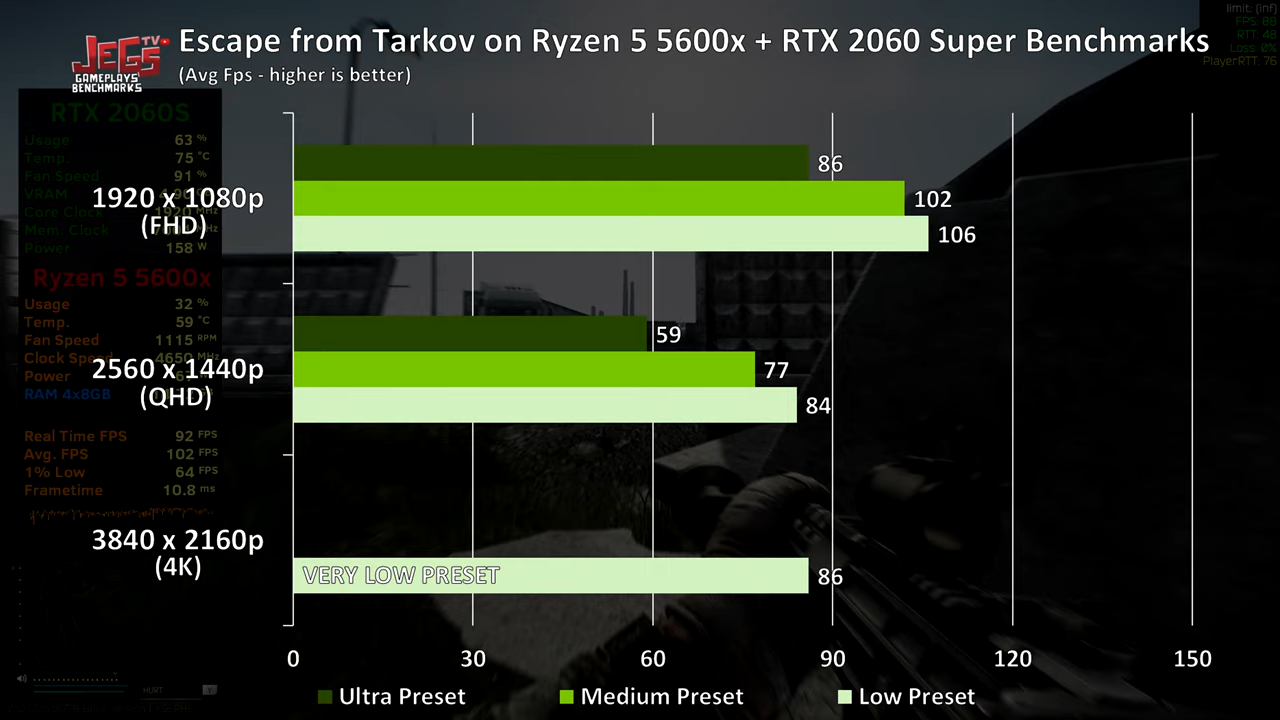 JEGS TV
GAMEPLAYS
BENCHMARKS
Escape from Tarkov on Ryzen 5 5600x + RTX 2060 Super Benchmarks
(Avg Fps - higher is better)
limit: (inf)
FPS: 88
RTT: 48
Loss: 0%
PlayerRTT: 76
RTX 2060S
Usage 63 %
Temp. 75 °C
Fan Speed 91 %
VRAM
Core Clock 1920 MHz
Mem. Clock
Power 158 W
Ryzen 5 5600x
Usage 32 %
Temp. 59 °C
Fan Speed 1115 RPM
Clock Speed 4650 MHz
Power
RAM 4x8GB
Real Time FPS 92 FPS
Avg. FPS 102 FPS
1% Low 64 FPS
Frametime 10.8 ms
1920 x 1080p
(FHD)
86
102
106
2560 x 1440p
(QHD)
59
77
84
3840 x 2160p
(4K)
VERY LOW PRESET 86
0 30 60 90 120 150
Ultra Preset Medium Preset Low Preset
HURT